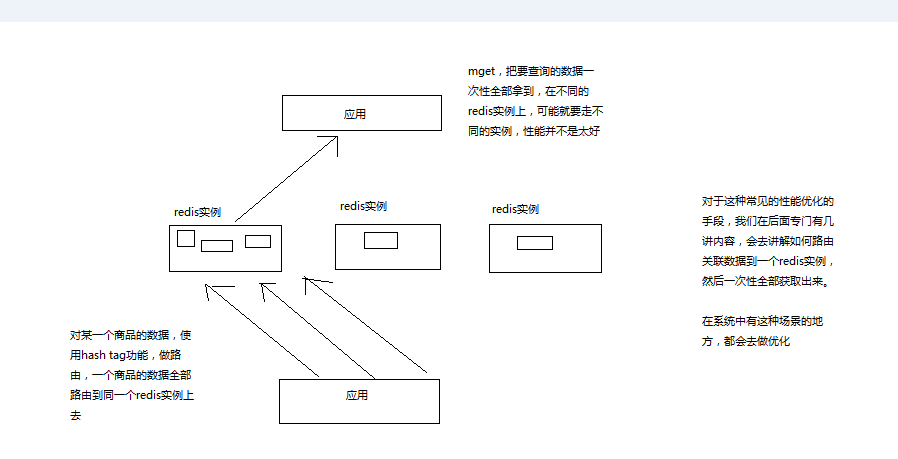 mget，把要查询的数据一
次性全部拿到，在不同的
redis实例上，可能就要走不
同的实例，性能并不是太好
应用
redis实例
redis实例
redis实例
对于这种常见的性能优化的
手段，我们在后面专门有几
讲内容，会去讲解如何路由
关联数据到一个redis实例，
然后一次性全部获取出来。
在系统中有这种场景的地
方，都会去做优化
对某一个商品的数据，使
用hash tag功能，做路
由，一个商品的数据全部
路由到同一个redis实例上
去
应用